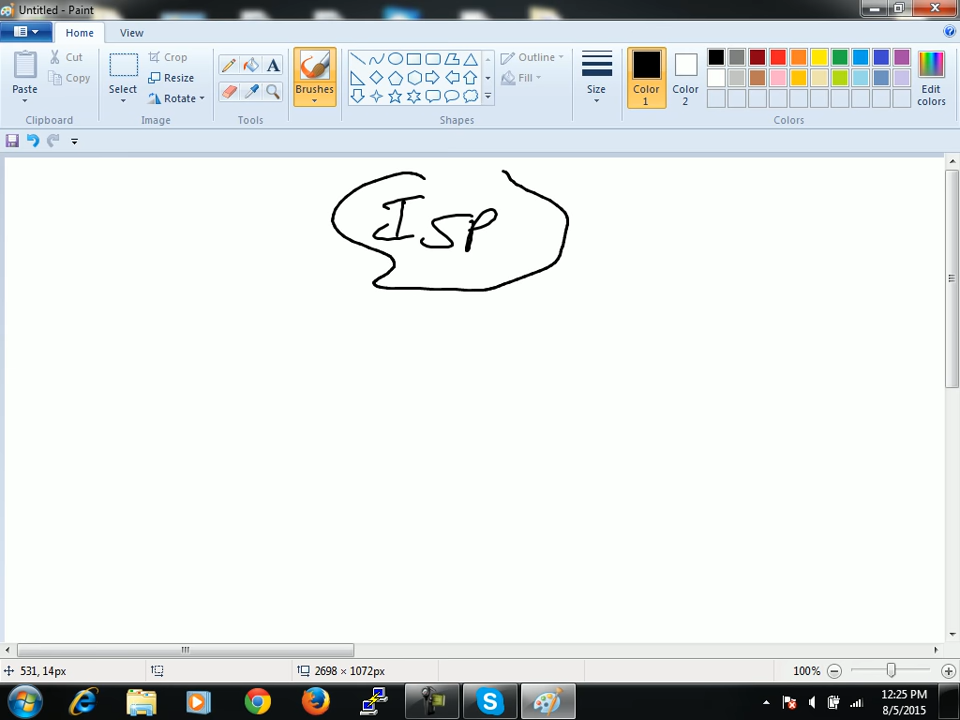 Untitled - Paint
Home
View
Paste
Cut
Copy
Clipboard
Select
Crop
Resize
Rotate
Image
A
Tools
Brushes
Outline
Fill
Shapes
Size
Color 1
Color 2
Edit colors
Colors
ISP
531, 14px
2698 × 1072px
100%
12:25 PM
8/5/2015